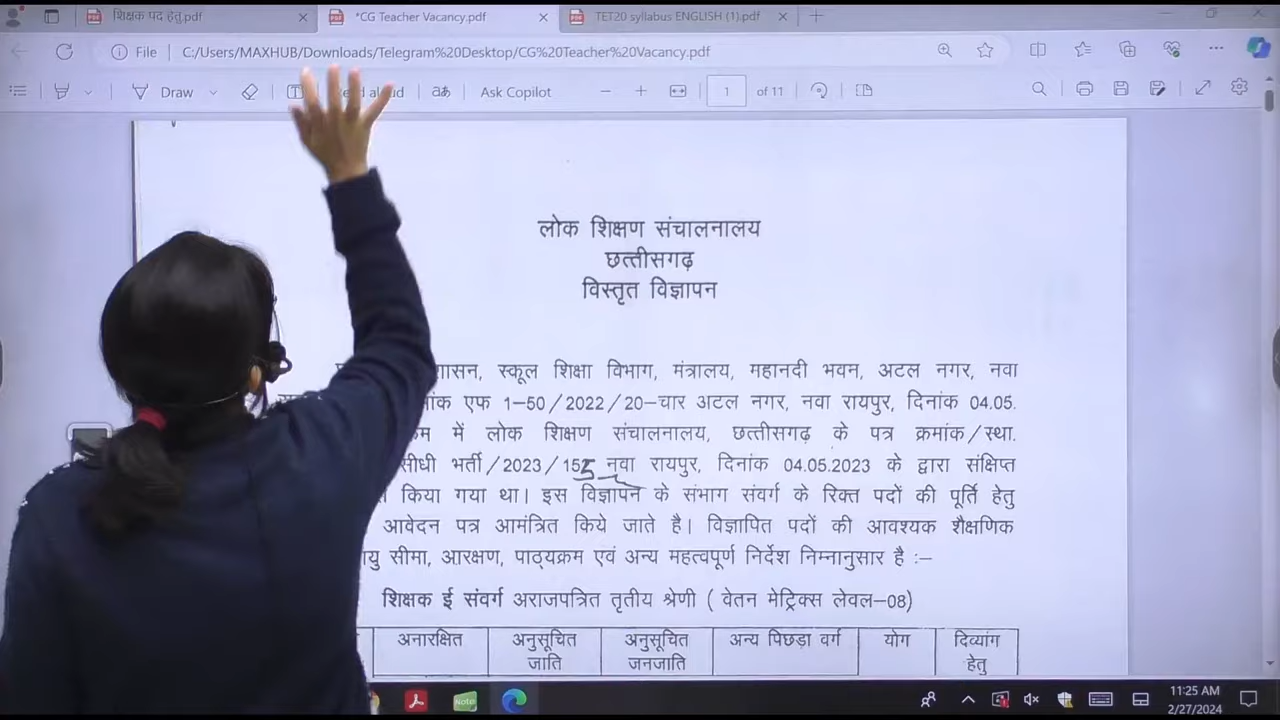 शिक्षक पद हेतु.pdf
*CG Teacher Vacancy.pdf
TET20 syllabus ENGLISH (1).pdf
File C:/Users/MAXHUB/Downloads/Telegram%20Desktop/CG%20Teacher%20Vacancy.pdf
Draw aloud aあ Ask Copilot 1 of 11
लोक शिक्षण संचालनालय
छत्तीसगढ़
विस्तृत विज्ञापन
शासन, स्कूल शिक्षा विभाग, मंत्रालय, महानदी भवन, अटल नगर, नवा
एफ 1–50/2022/20–चार अटल नगर, नवा रायपुर, दिनांक 04.05.
में लोक शिक्षण संचालनालय, छत्तीसगढ़ के पत्र क्रमांक/स्था.
सीधी भर्ती/2023/155 नवा रायपुर, दिनांक 04.05.2023 के द्वारा संक्षिप्त
किया गया था। इस विज्ञापन के संभाग संवर्ग के रिक्त पदों की पूर्ति हेतु
आवेदन पत्र आमंत्रित किये जाते है। विज्ञापित पदों की आवश्यक शैक्षणिक
सीमा, आरक्षण, पाठ्यक्रम एवं अन्य महत्वपूर्ण निर्देश निम्नानुसार है :–
शिक्षक ई संवर्ग अराजपत्रित तृतीय श्रेणी ( वेतन मेट्रिक्स लेवल–08)
अनारक्षित अनुसूचित जाति अनुसूचित जनजाति अन्य पिछड़ा वर्ग योग दिव्यांग हेतु
Note!
11:25 AM
2/27/2024